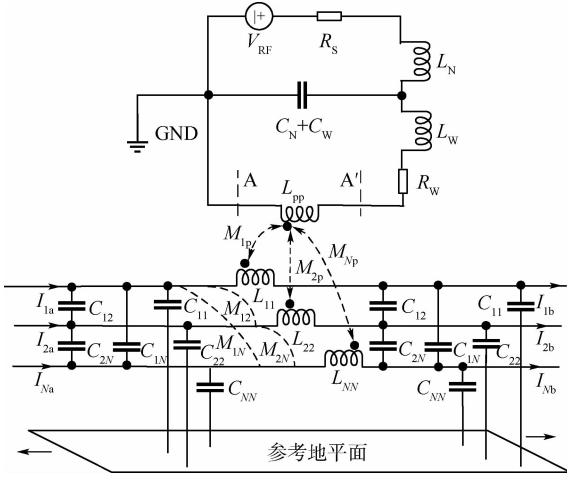 V_RF
R_S
L_N
GND
C_N+C_W
L_W
A
L_pp
A′
R_W
M_1p
M_2p
M_Np
I_1a
C_12
C_11
M_12
L_11
C_12
C_11
I_1b
I_2a
C_2N
C_1N
C_22
M_1N
M_2N
L_22
C_2N
C_1N
C_22
I_2b
I_Na
C_NN
L_NN
C_NN
I_Nb
参考地平面